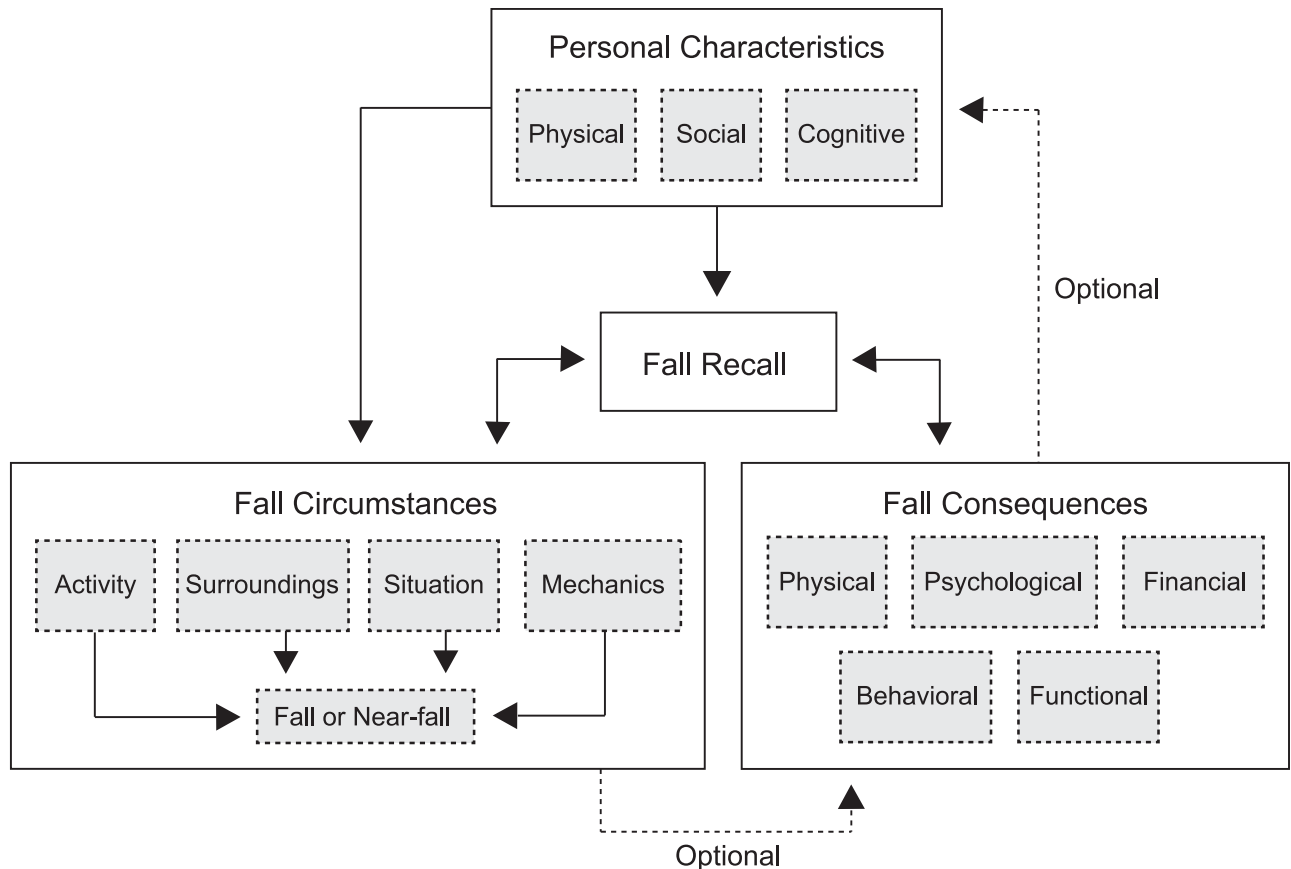 Personal Characteristics
Physical
Social
Cognitive
Optional
Fall Recall
Fall Circumstances
Activity
Surroundings
Situation
Mechanics
Fall or Near-fall
Fall Consequences
Physical
Psychological
Financial
Behavioral
Functional
Optional